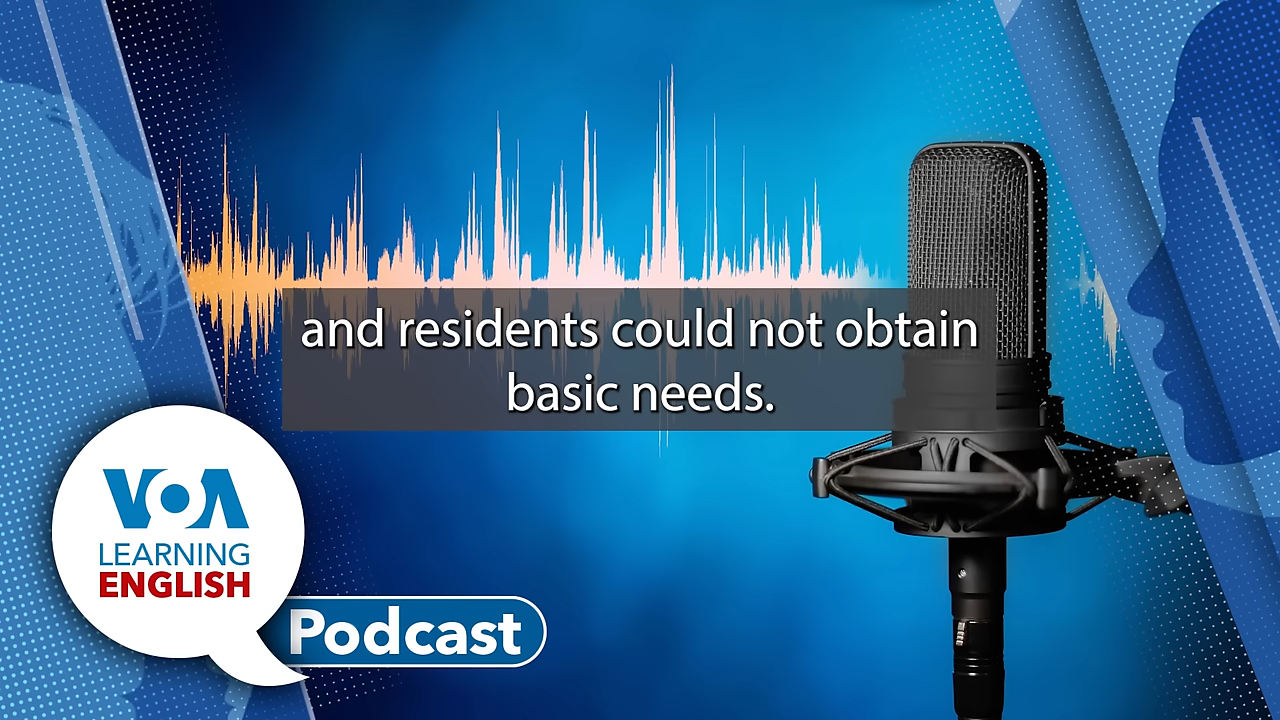 and residents could not obtain
basic needs.
VOA
LEARNING
ENGLISH
Podcast